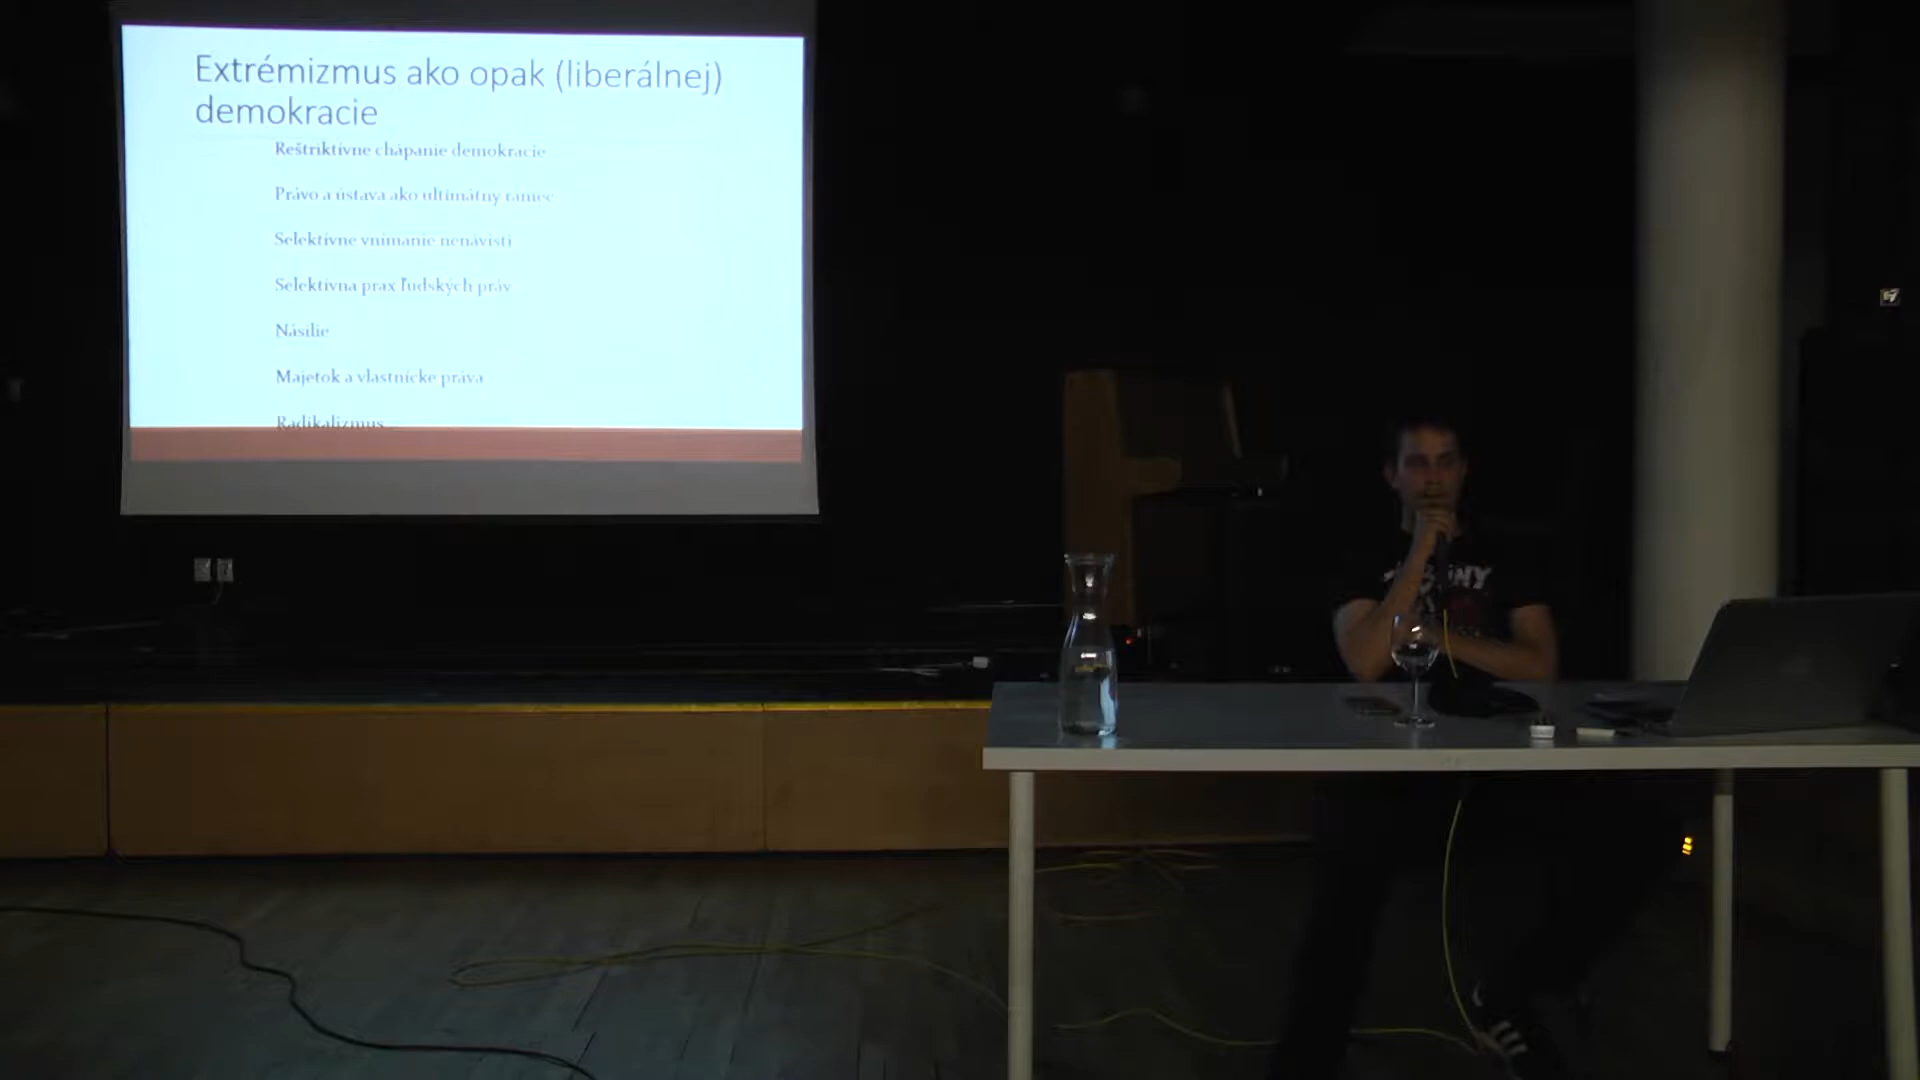 Extrémizmus ako opak (liberálnej)
demokracie
Reštriktívne chápanie demokracie
Právo a ústava ako ultimátny rámec
Selektívne vnímanie nenávisti
Selektívna prax ľudských práv
Násilie
Majetok a vlastnícke práva
Radikalizmus